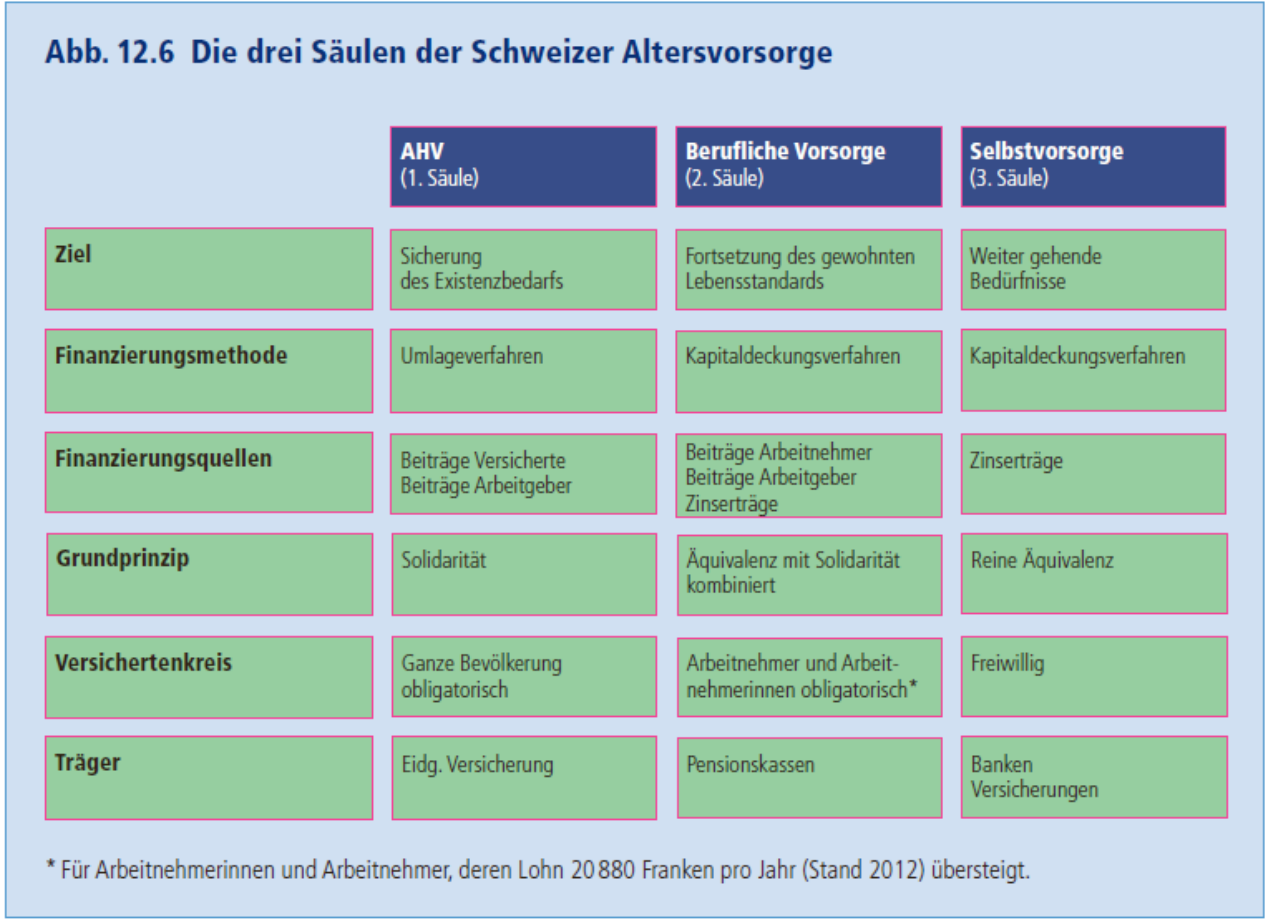 Abb. 12.6 Die drei Säulen der Schweizer Altersvorsorge
AHV
(1. Säule)
Berufliche Vorsorge
(2. Säule)
Selbstvorsorge
(3. Säule)
Ziel
Sicherung
des Existenzbedarfs
Fortsetzung des gewohnten
Lebensstandards
Weiter gehende
Bedürfnisse
Finanzierungsmethode
Umlageverfahren
Kapitaldeckungsverfahren
Kapitaldeckungsverfahren
Finanzierungsquellen
Beiträge Versicherte
Beiträge Arbeitgeber
Beiträge Arbeitnehmer
Beiträge Arbeitgeber
Zinserträge
Zinserträge
Grundprinzip
Solidarität
Äquivalenz mit Solidarität
kombiniert
Reine Äquivalenz
Versichertenkreis
Ganze Bevölkerung
obligatorisch
Arbeitnehmer und Arbeit-
nehmerinnen obligatorisch*
Freiwillig
Träger
Eidg. Versicherung
Pensionskassen
Banken
Versicherungen
* Für Arbeitnehmerinnen und Arbeitnehmer, deren Lohn 20 880 Franken pro Jahr (Stand 2012) übersteigt.